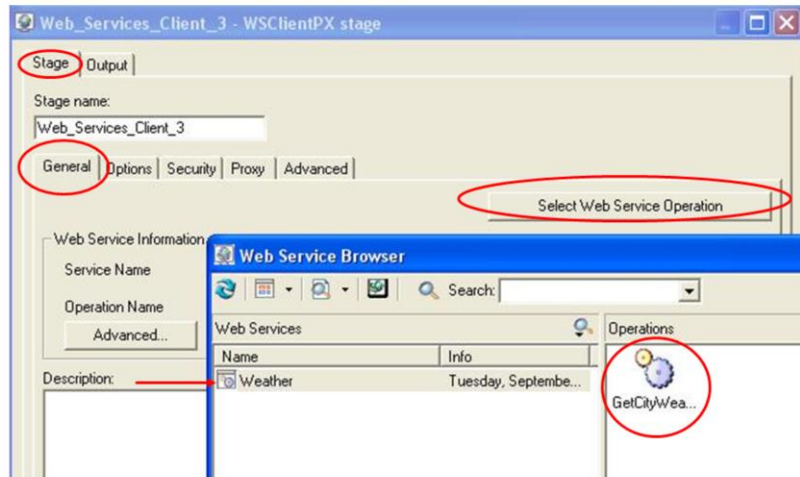 Web_Services_Client_3 - WSClientPX stage
Stage Output
Stage name:
Web_Services_Client_3
General Options Security Proxy Advanced
Select Web Service Operation
Web Service Information
Service Name
Operation Name
Advanced...
Description:
Web Service Browser
Search:
Web Services
Name Info
Weather Tuesday, Septembe...
Operations
GetCityWea...